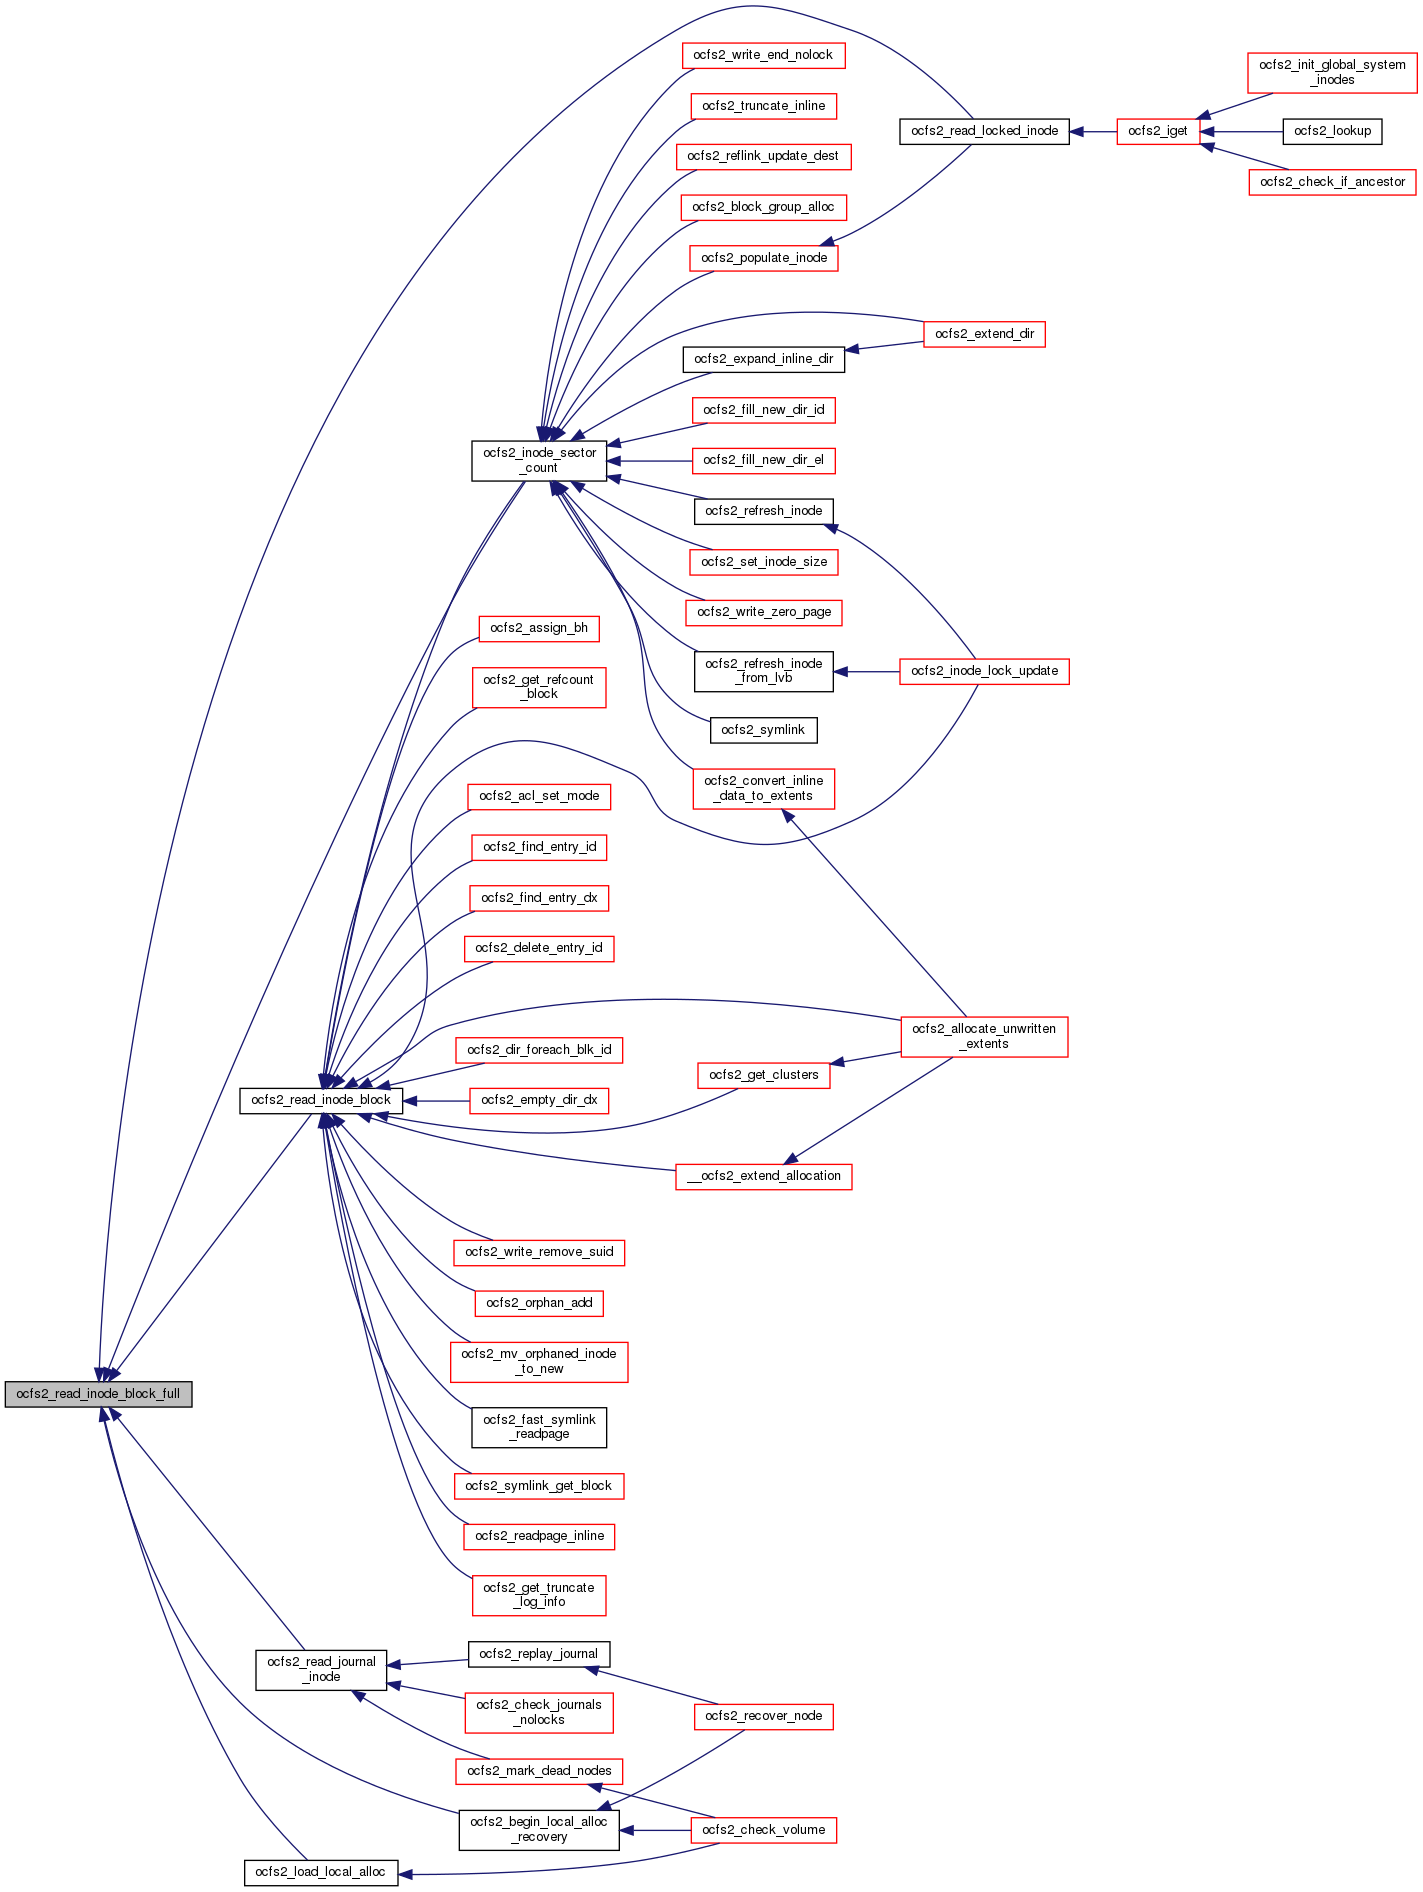 ocfs2_write_end_nolock
ocfs2_init_global_system
_inodes
ocfs2_truncate_inline
ocfs2_read_locked_inode
ocfs2_iget
ocfs2_lookup
ocfs2_reflink_update_dest
ocfs2_check_if_ancestor
ocfs2_block_group_alloc
ocfs2_populate_inode
ocfs2_extend_dir
ocfs2_expand_inline_dir
ocfs2_fill_new_dir_id
ocfs2_inode_sector
_count
ocfs2_fill_new_dir_el
ocfs2_refresh_inode
ocfs2_set_inode_size
ocfs2_write_zero_page
ocfs2_assign_bh
ocfs2_refresh_inode
_from_lvb
ocfs2_inode_lock_update
ocfs2_get_refcount
_block
ocfs2_symlink
ocfs2_convert_inline
_data_to_extents
ocfs2_acl_set_mode
ocfs2_find_entry_id
ocfs2_find_entry_dx
ocfs2_delete_entry_id
ocfs2_allocate_unwritten
_extents
ocfs2_dir_foreach_blk_id
ocfs2_get_clusters
ocfs2_read_inode_block
ocfs2_empty_dir_dx
__ocfs2_extend_allocation
ocfs2_write_remove_suid
ocfs2_orphan_add
ocfs2_mv_orphaned_inode
_to_new
ocfs2_read_inode_block_full
ocfs2_fast_symlink
_readpage
ocfs2_symlink_get_block
ocfs2_readpage_inline
ocfs2_get_truncate
_log_info
ocfs2_read_journal
_inode
ocfs2_replay_journal
ocfs2_check_journals
_nolocks
ocfs2_recover_node
ocfs2_mark_dead_nodes
ocfs2_begin_local_alloc
_recovery
ocfs2_check_volume
ocfs2_load_local_alloc